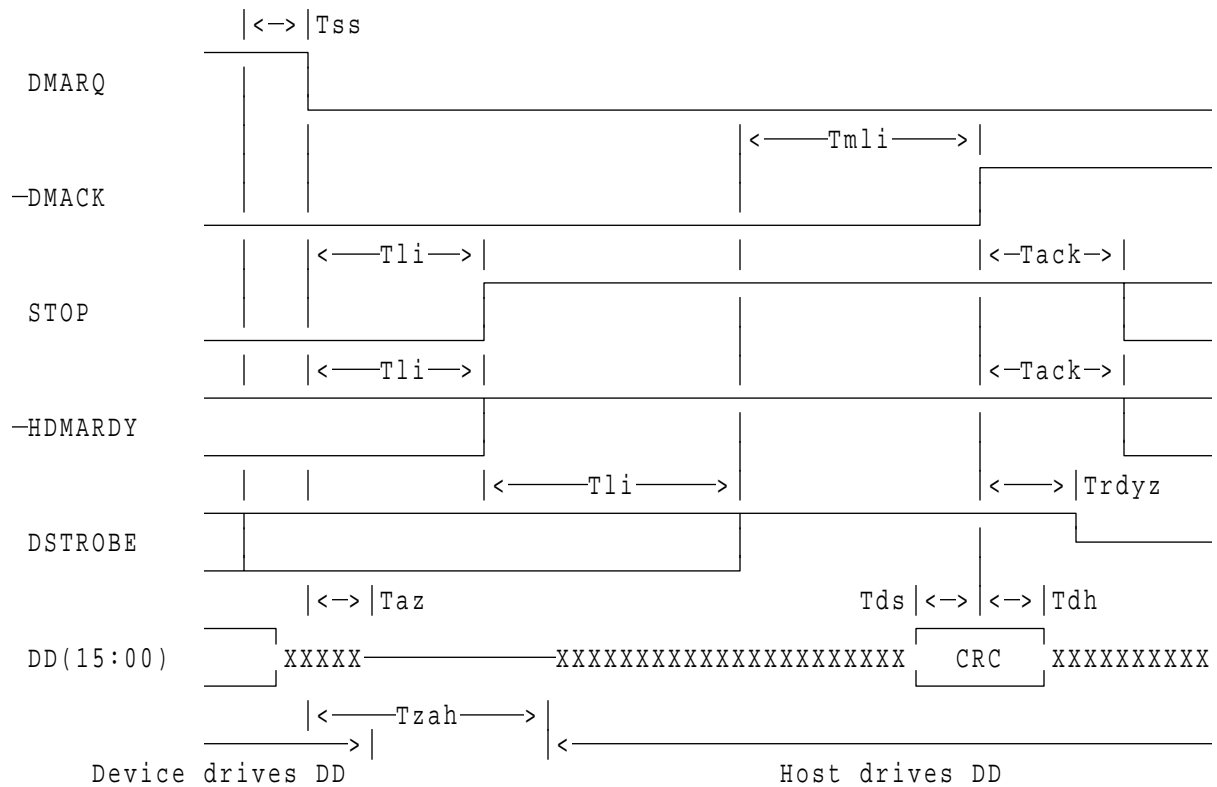 |<—>|Tss
DMARQ
|<——Tmli——>|
—DMACK
|<——Tli—>| |<—Tack—>|
STOP
|<——Tli—>| |<—Tack—>|
—HDMARDY
|<———Tli———>| |<——>|Trdyz
DSTROBE
|<—>|Taz Tds|<—>|<—>|Tdh
DD(15:00) XXXXX XXXXXXXXXXXXXXXXXXXXXX CRC XXXXXXXXXX
|<——Tzah——>|
Device drives DD Host drives DD